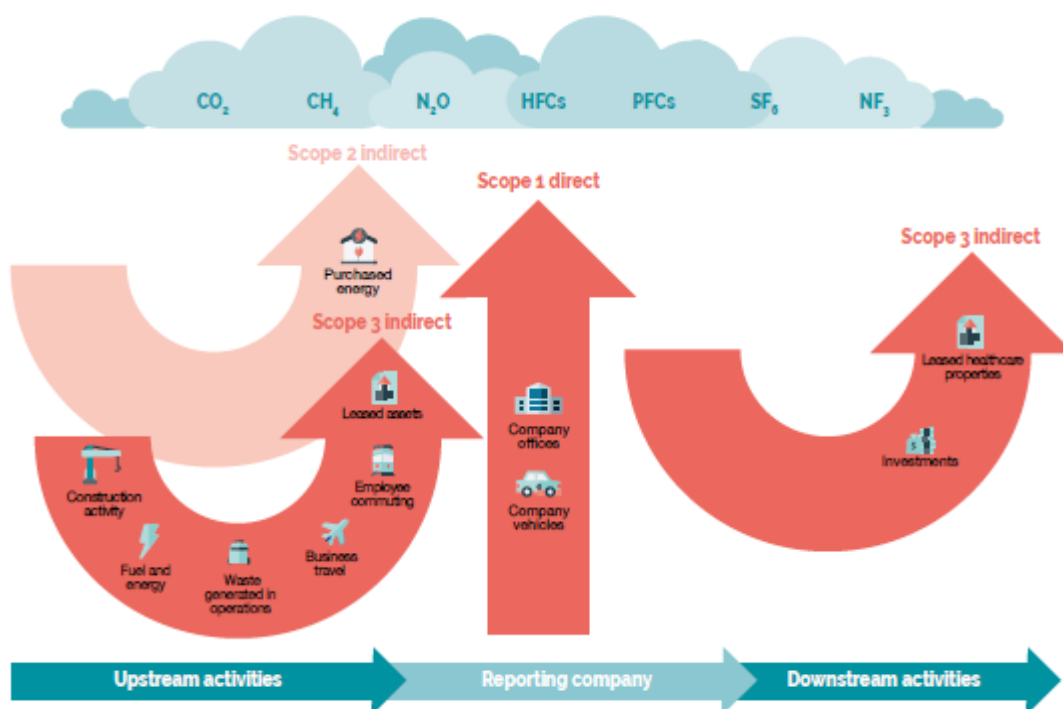 CO₂ CH₄ N₂O HFCs PFCs SF₆ NF₃
Scope 2 indirect
Scope 1 direct
Scope 3 indirect
Purchased
energy
Scope 3 indirect
Leased assets
Construction
activity
Employee
commuting
Fuel and
energy
Waste
generated in
operations
Business
travel
Company
offices
Company
vehicles
Leased healthcare
properties
Investments
Upstream activities
Reporting company
Downstream activities